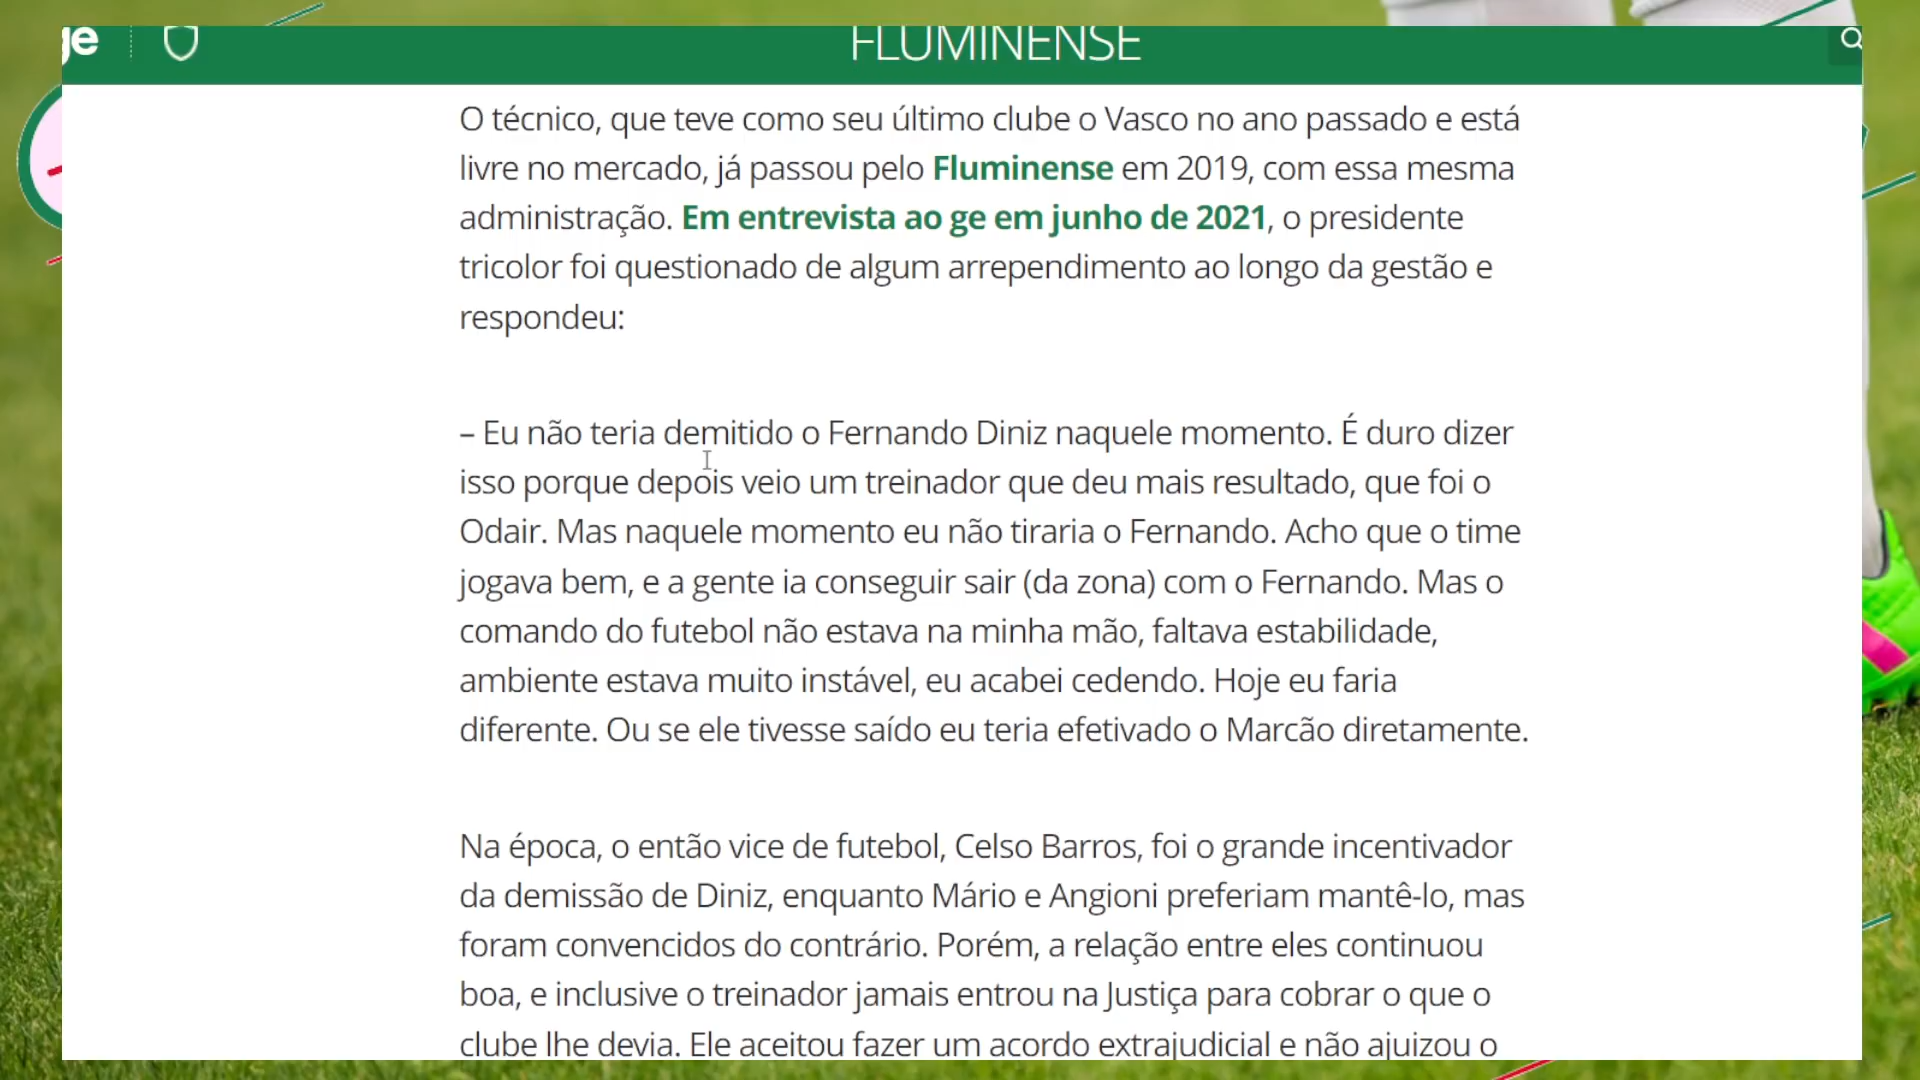 ge
FLUMINENSE
O técnico, que teve como seu último clube o Vasco no ano passado e está
livre no mercado, já passou pelo Fluminense em 2019, com essa mesma
administração. Em entrevista ao ge em junho de 2021, o presidente
tricolor foi questionado de algum arrependimento ao longo da gestão e
respondeu:
– Eu não teria demitido o Fernando Diniz naquele momento. É duro dizer
isso porque depois veio um treinador que deu mais resultado, que foi o
Odair. Mas naquele momento eu não tiraria o Fernando. Acho que o time
jogava bem, e a gente ia conseguir sair (da zona) com o Fernando. Mas o
comando do futebol não estava na minha mão, faltava estabilidade,
ambiente estava muito instável, eu acabei cedendo. Hoje eu faria
diferente. Ou se ele tivesse saído eu teria efetivado o Marcão diretamente.
Na época, o então vice de futebol, Celso Barros, foi o grande incentivador
da demissão de Diniz, enquanto Mário e Angioni preferiam mantê-lo, mas
foram convencidos do contrário. Porém, a relação entre eles continuou
boa, e inclusive o treinador jamais entrou na Justiça para cobrar o que o
clube lhe devia. Ele aceitou fazer um acordo extrajudicial e não ajuizou o